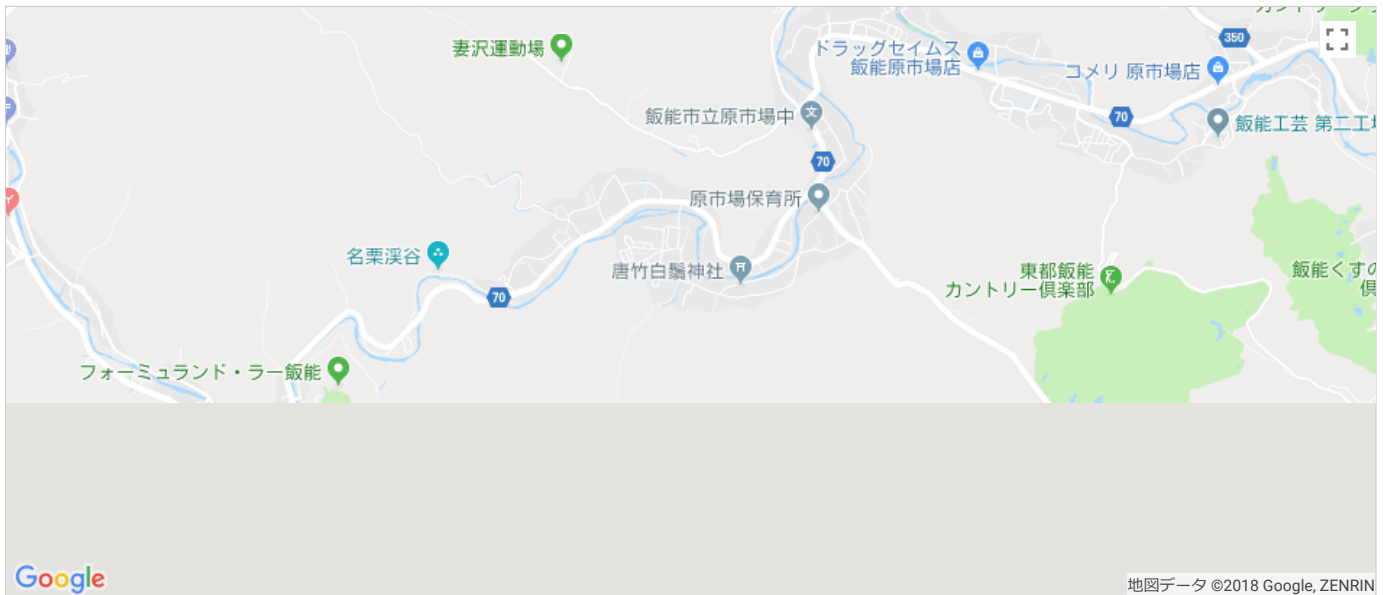 妻沢運動場
ドラッグセイムス
飯能原市場店
350
コメリ 原市場店
飯能市立原市場中
文
70
飯能工芸 第二工
70
原市場保育所
名栗渓谷
唐竹白鬚神社
70
東都飯能
カントリー倶楽部
飯能くすの
フォーミュランド・ラー飯能
Google
地図データ ©2018 Google, ZENRIN